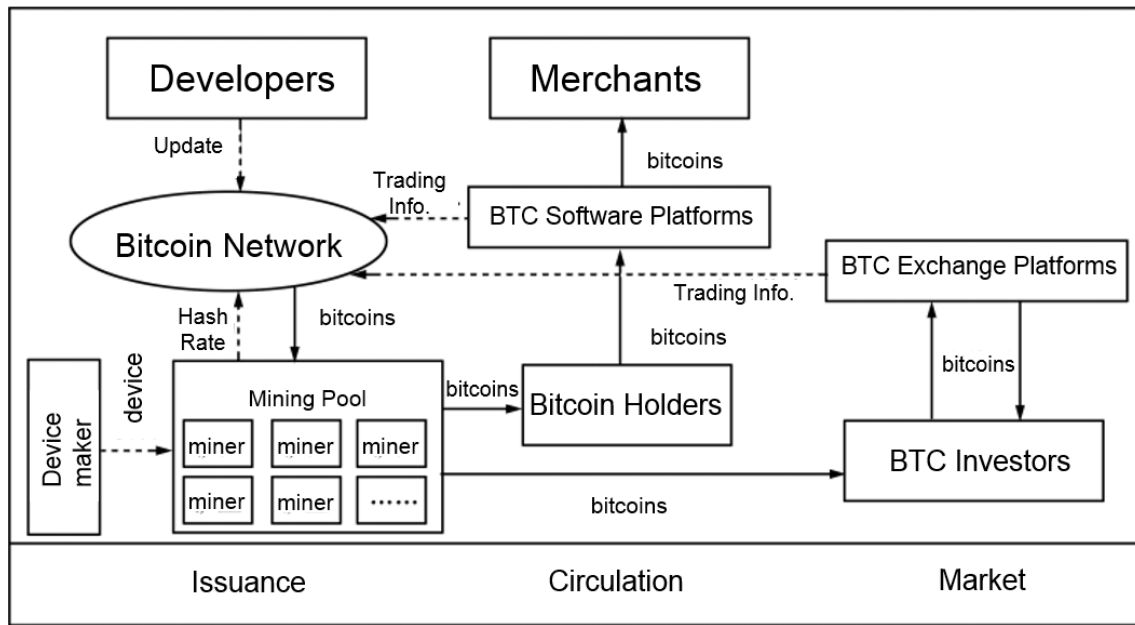 Developers
Merchants
Update
bitcoins
Trading
Info.
BTC Software Platforms
Bitcoin Network
BTC Exchange Platforms
Trading Info.
Hash
Rate
bitcoins
bitcoins
bitcoins
device
Device
maker
Mining Pool
bitcoins
Bitcoin Holders
miner
miner
miner
BTC Investors
miner
miner
......
bitcoins
Issuance
Circulation
Market